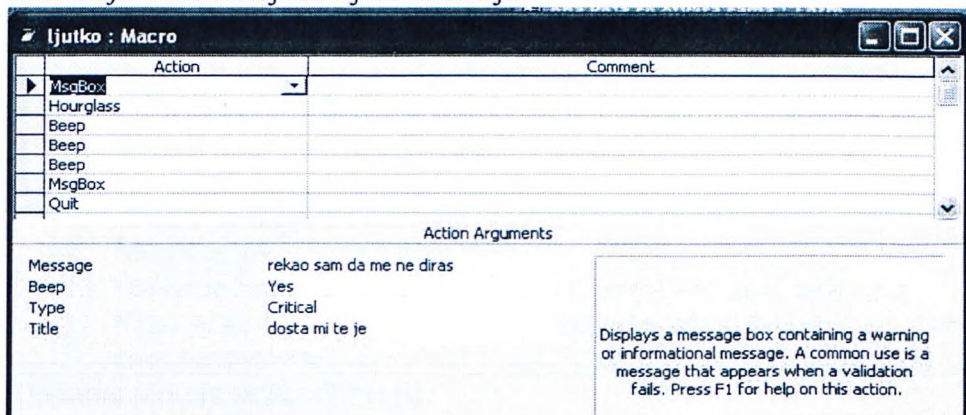 ljutko : Macro
Action Comment
MsgBox
Hourglass
Beep
Beep
Beep
MsgBox
Quit
Action Arguments
Message rekao sam da me ne diras
Beep Yes
Type Critical
Title dosta mi te je
Displays a message box containing a warning
or informational message. A common use is a
message that appears when a validation
fails. Press F1 for help on this action.